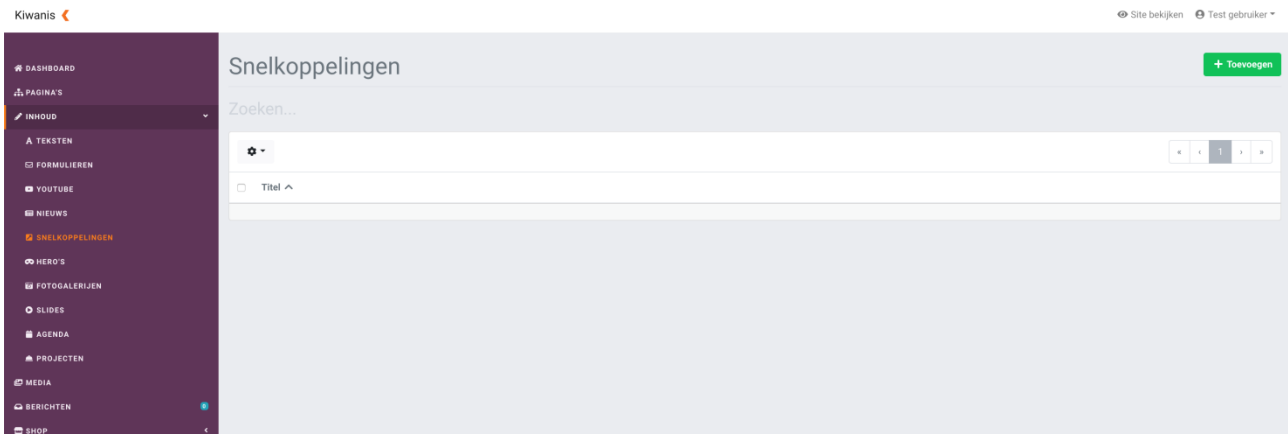 Kiwanis
Site bekijken
Test gebruiker
DASHBOARD
PAGINA'S
INHOUD
TEKSTEN
FORMULIEREN
YOUTUBE
NIEUWS
SNELKOPPELINGEN
HERO'S
FOTOGALERIJEN
SLIDES
AGENDA
PROJECTEN
MEDIA
BERICHTEN 0
SHOP
Snelkoppelingen
+ Toevoegen
Zoeken...
« ‹ 1 › »
Titel